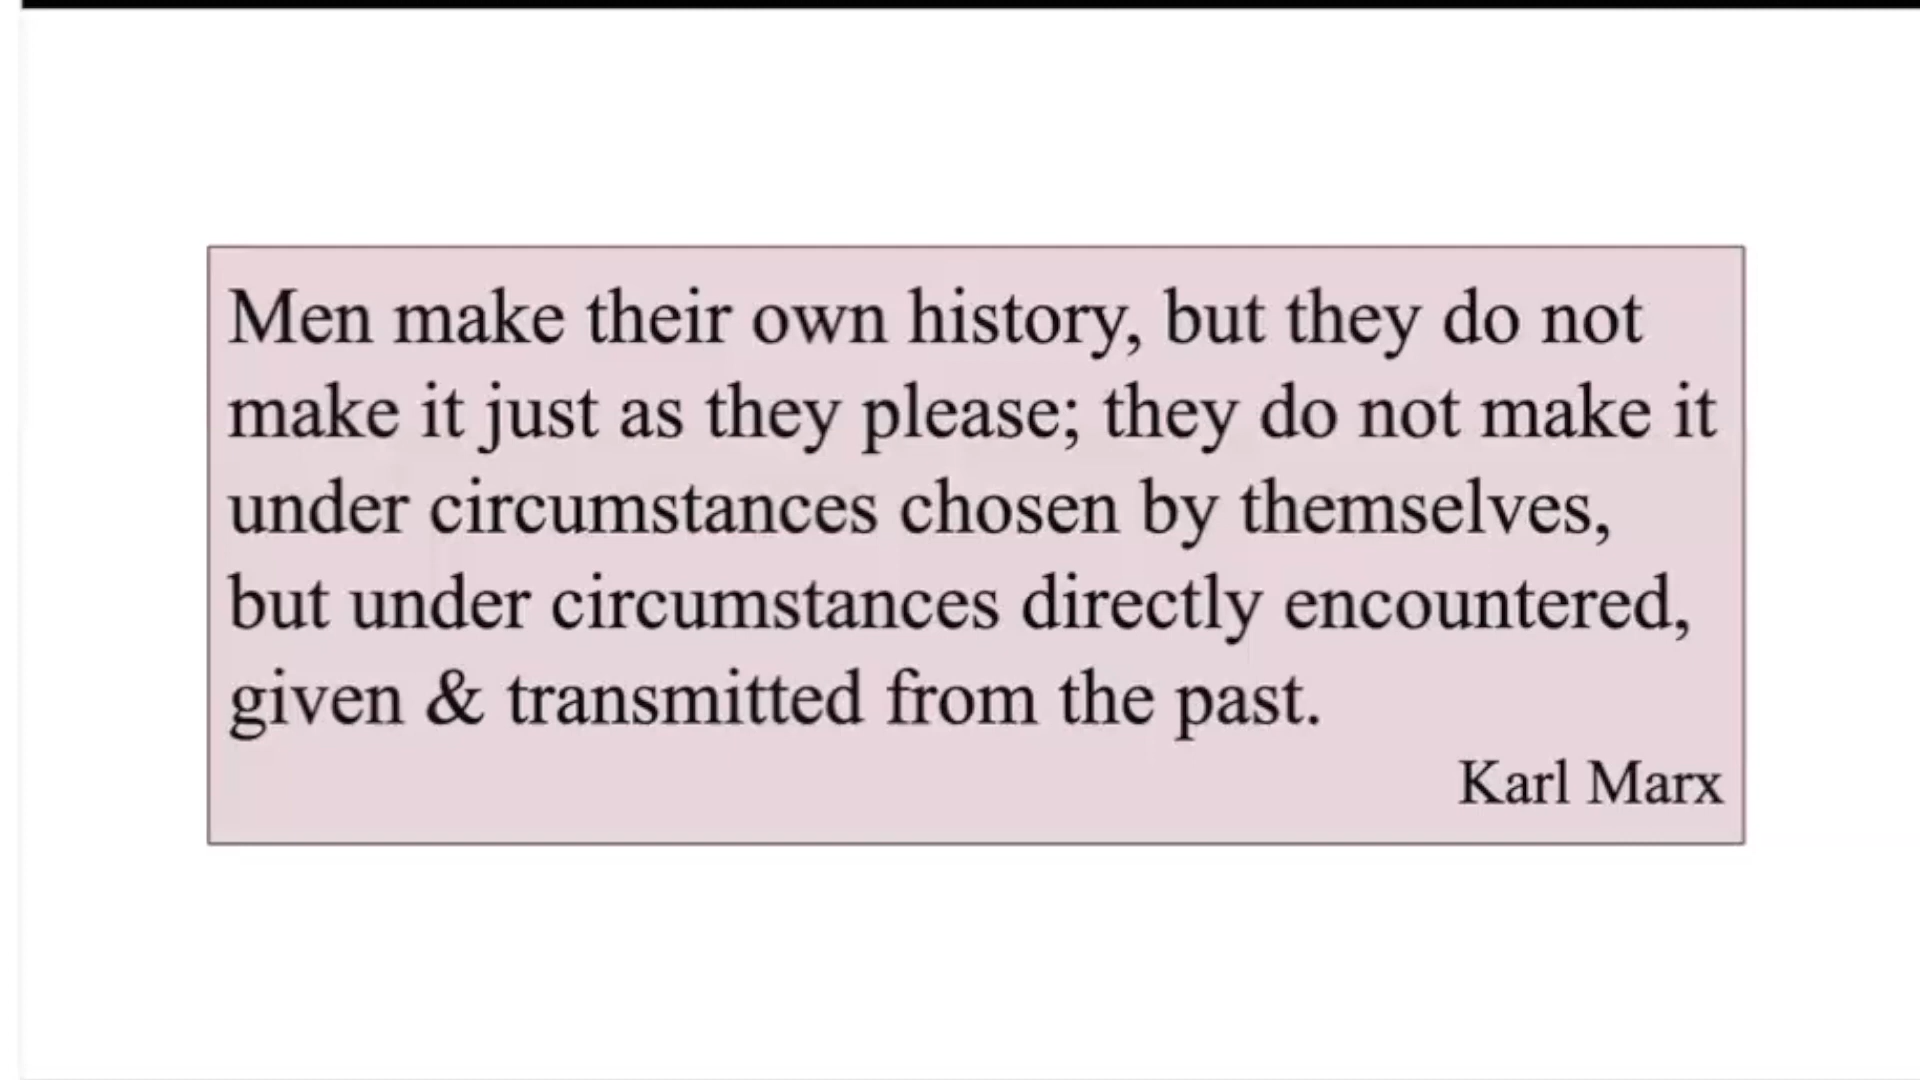 Men make their own history, but they do not
make it just as they please; they do not make it
under circumstances chosen by themselves,
but under circumstances directly encountered,
given & transmitted from the past.
Karl Marx